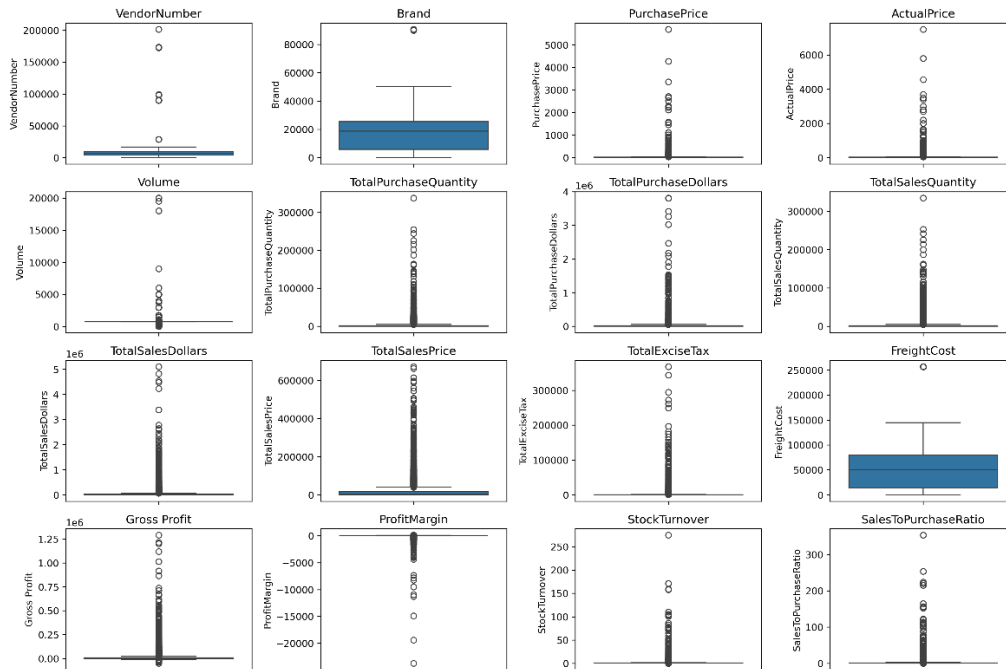 VendorNumber
Brand
PurchasePrice
ActualPrice
VendorNumber
200000
150000
100000
50000
0
Brand
80000
60000
40000
20000
0
PurchasePrice
5000
4000
3000
2000
1000
0
ActualPrice
6000
4000
2000
0
Volume
TotalPurchaseQuantity
TotalPurchaseDollars
TotalSalesQuantity
Volume
20000
15000
10000
5000
0
TotalPurchaseQuantity
300000
200000
100000
0
1e6
TotalPurchaseDollars
4
3
2
1
0
TotalSalesQuantity
300000
200000
100000
0
TotalSalesDollars
TotalSalesPrice
TotalExciseTax
FreightCost
1e6
TotalSalesDollars
5
4
3
2
1
0
TotalSalesPrice
600000
400000
200000
0
TotalExciseTax
300000
200000
100000
0
FreightCost
250000
200000
150000
100000
50000
0
Gross Profit
ProfitMargin
StockTurnover
SalesToPurchaseRatio
1e6
Gross Profit
1.25
1.00
0.75
0.50
0.25
0.00
ProfitMargin
0
−5000
−10000
−15000
−20000
StockTurnover
250
200
150
100
50
0
SalesToPurchaseRatio
300
200
100
0